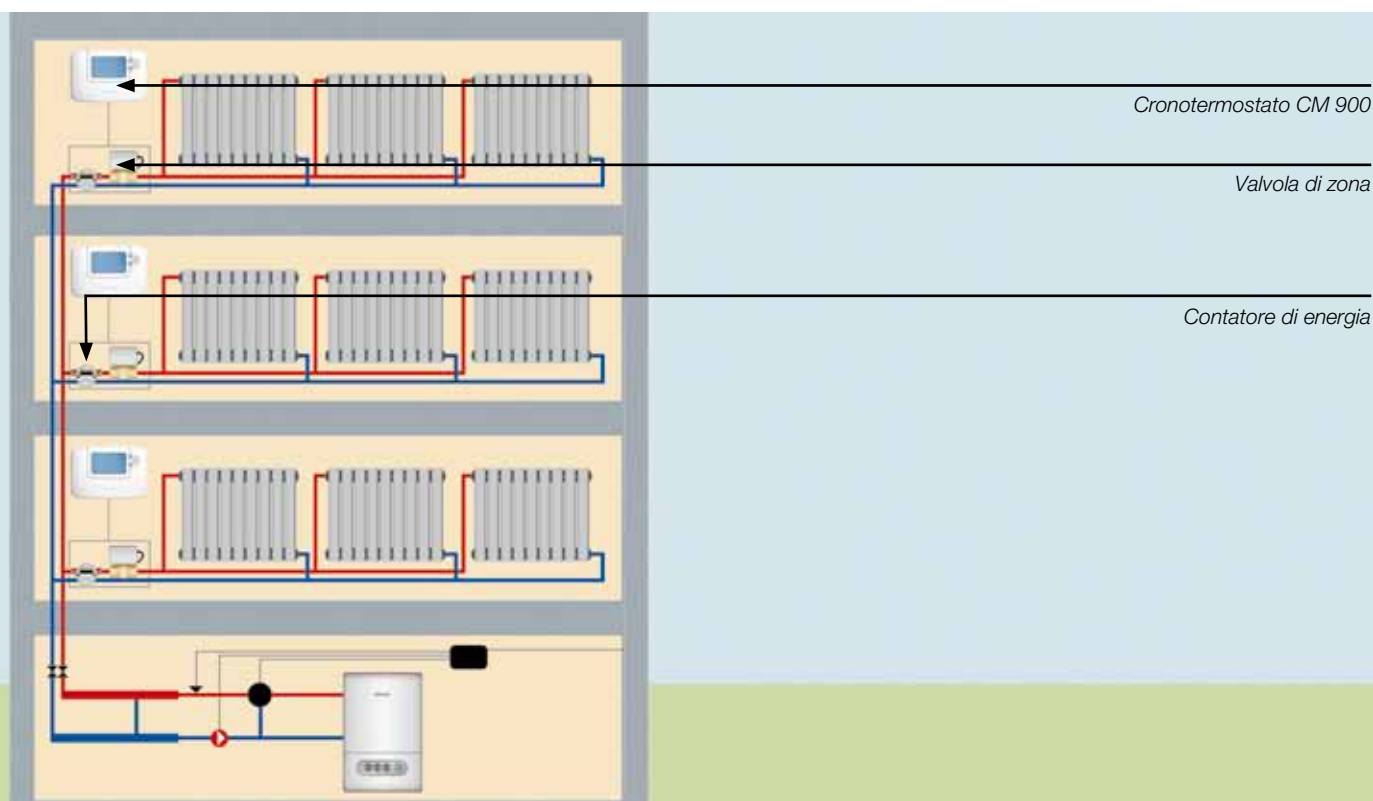 Cronotermostato CM 900
Valvola di zona
Contatore di energia